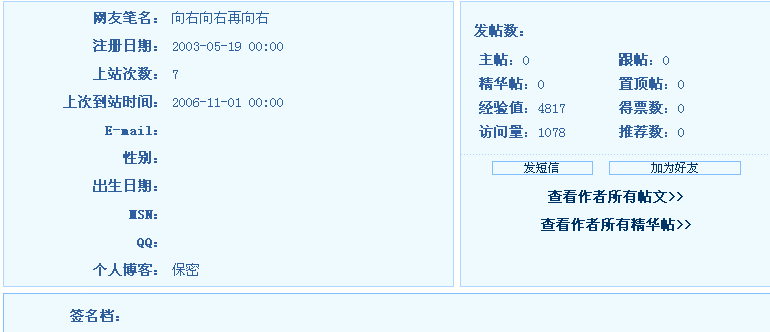 网友笔名： 向右向右再向右
注册日期： 2003-05-19 00:00
上站次数： 7
上次到站时间： 2006-11-01 00:00
E-mail：
性别：
出生日期：
MSN：
QQ：
个人博客： 保密
发帖数：
主帖：0 跟帖：0
精华帖：0 置顶帖：0
经验值：4817 得票数：0
访问量：1078 推荐数：0
发短信 加为好友
查看作者所有帖文>>
查看作者所有精华帖>>
签名档：